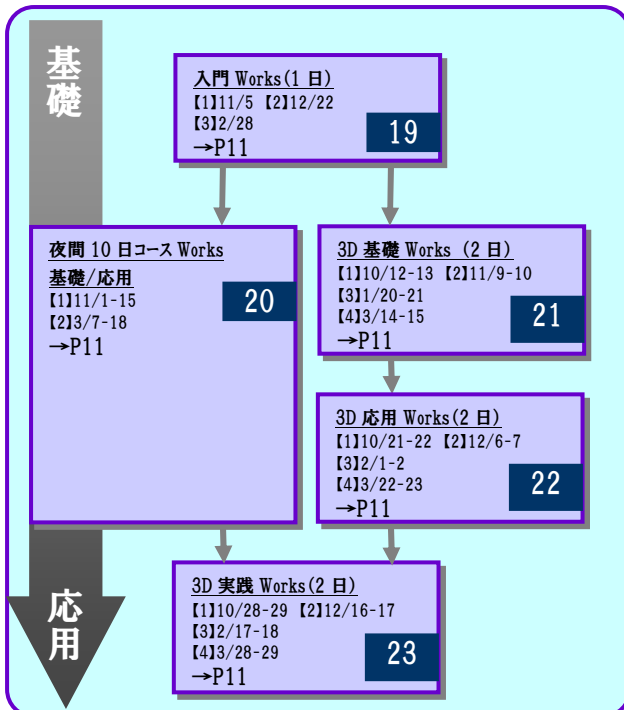 基礎
入門 Works(1 日)
【1】11/5 【2】12/22
【3】2/28
→P11
19
夜間 10 日コース Works
基礎/応用
【1】11/1-15
【2】3/7-18
→P11
20
3D 基礎 Works (2 日)
【1】10/12-13 【2】11/9-10
【3】1/20-21
【4】3/14-15
→P11
21
3D 応用 Works(2 日)
【1】10/21-22 【2】12/6-7
【3】2/1-2
【4】3/22-23
→P11
22
応用
3D 実践 Works(2 日)
【1】10/28-29 【2】12/16-17
【3】2/17-18
【4】3/28-29
→P11
23